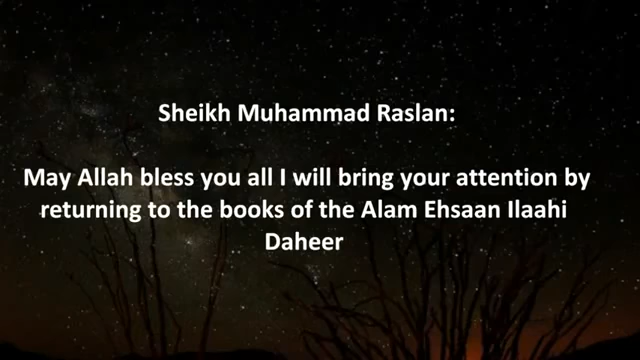 Sheikh Muhammad Raslan:
May Allah bless you all I will bring your attention by
returning to the books of the Alam Ehsaan Ilaahi
Daheer